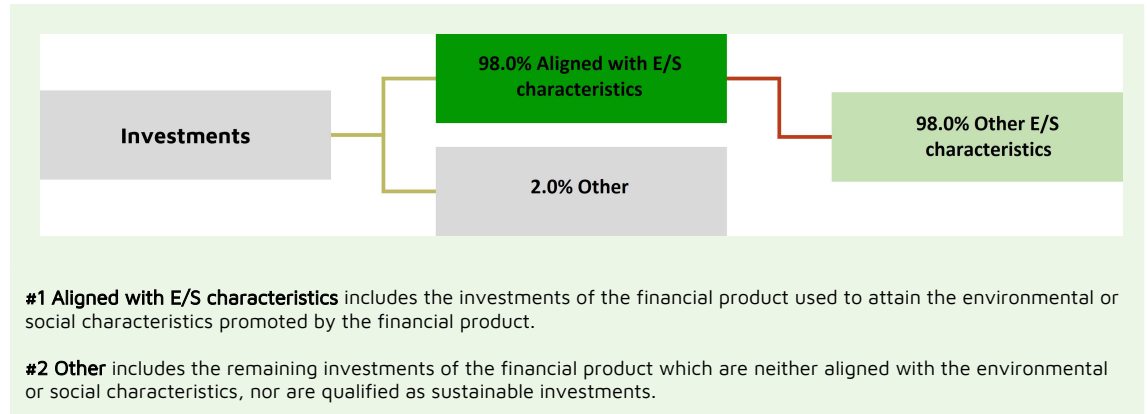 98.0% Aligned with E/S
characteristics
Investments
98.0% Other E/S
characteristics
2.0% Other
#1 Aligned with E/S characteristics includes the investments of the financial product used to attain the environmental or
social characteristics promoted by the financial product.
#2 Other includes the remaining investments of the financial product which are neither aligned with the environmental
or social characteristics, nor are qualified as sustainable investments.